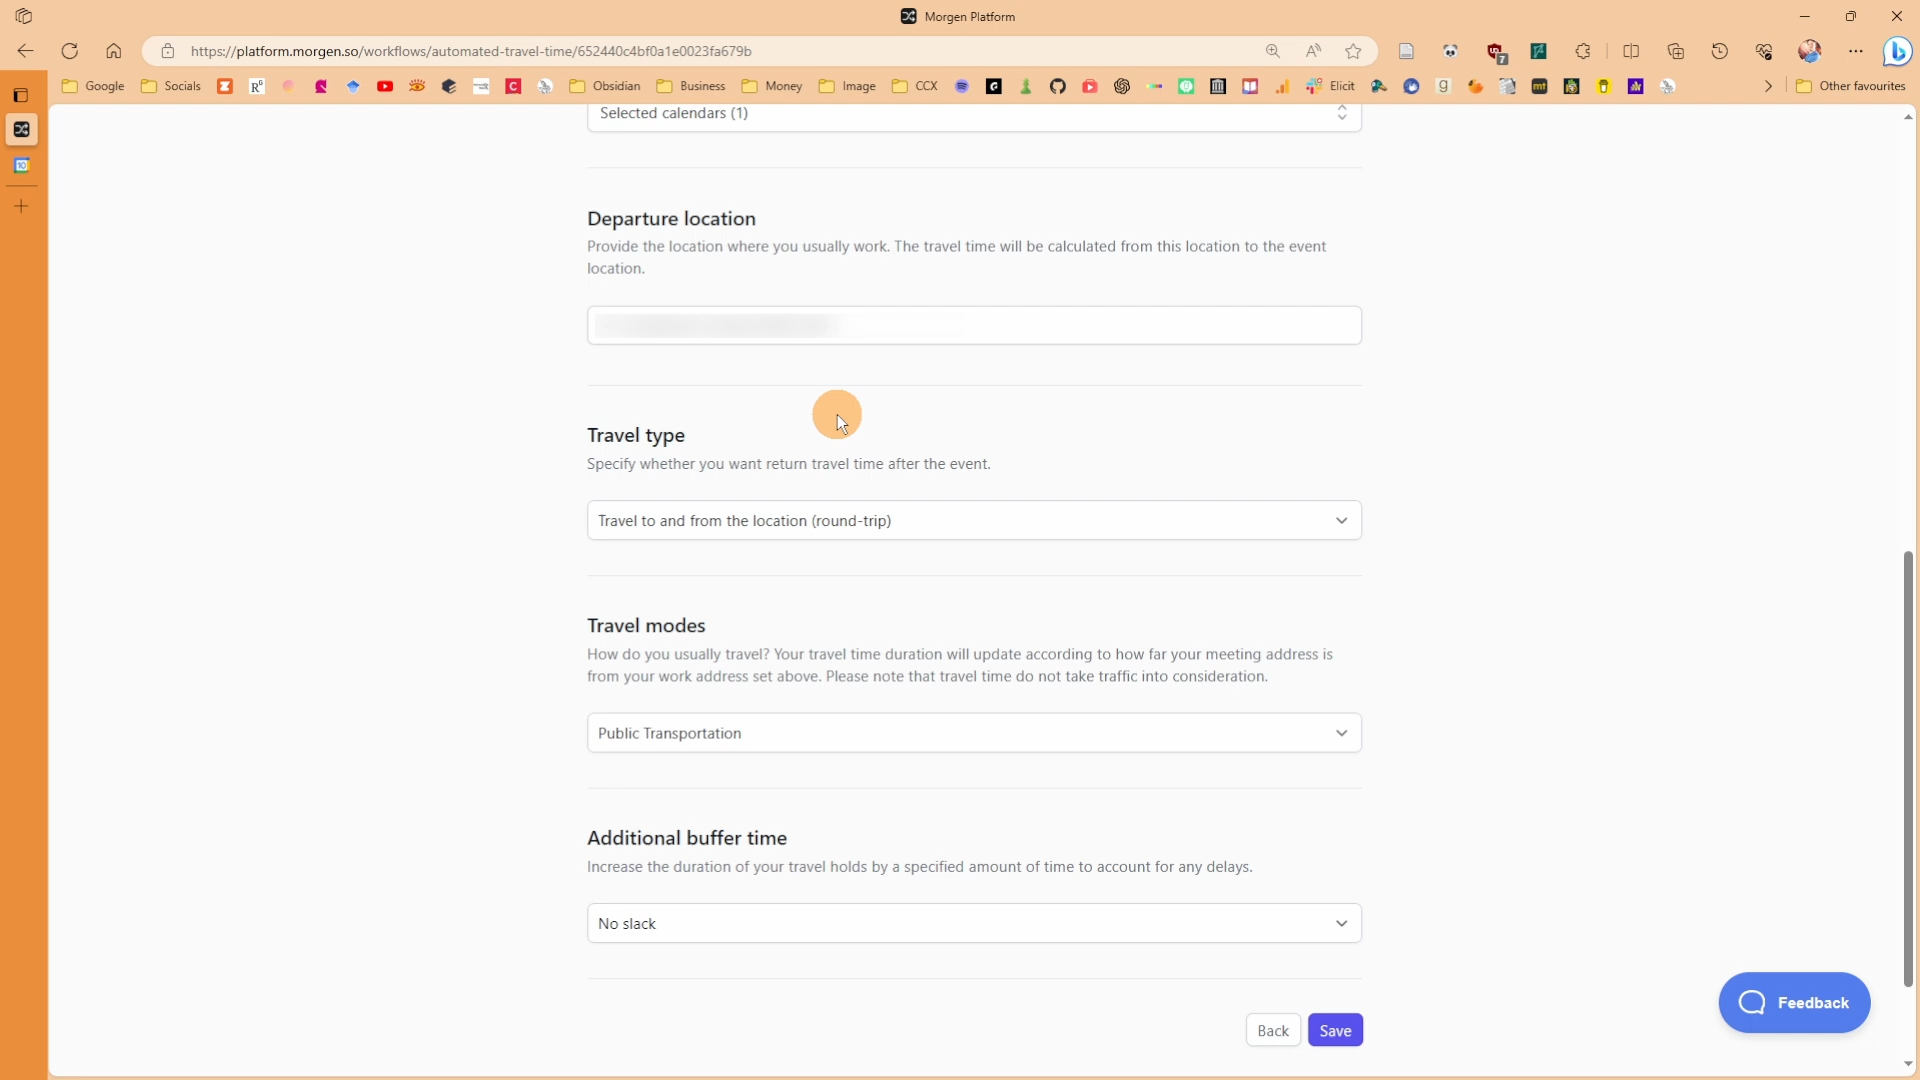 Morgen Platform
https://platform.morgen.so/workflows/automated-travel-time/652440c4bf0a1e0023fa679b
7
Google
Socials
Obsidian
Business
Money
Image
CCX
Elicit
Other favourites
Selected calendars (1)
Departure location
Provide the location where you usually work. The travel time will be calculated from this location to the event
location.
Travel type
Specify whether you want return travel time after the event.
Travel to and from the location (round-trip)
Travel modes
How do you usually travel? Your travel time duration will update according to how far your meeting address is
from your work address set above. Please note that travel time do not take traffic into consideration.
Public Transportation
Additional buffer time
Increase the duration of your travel holds by a specified amount of time to account for any delays.
No slack
Back
Save
Feedback